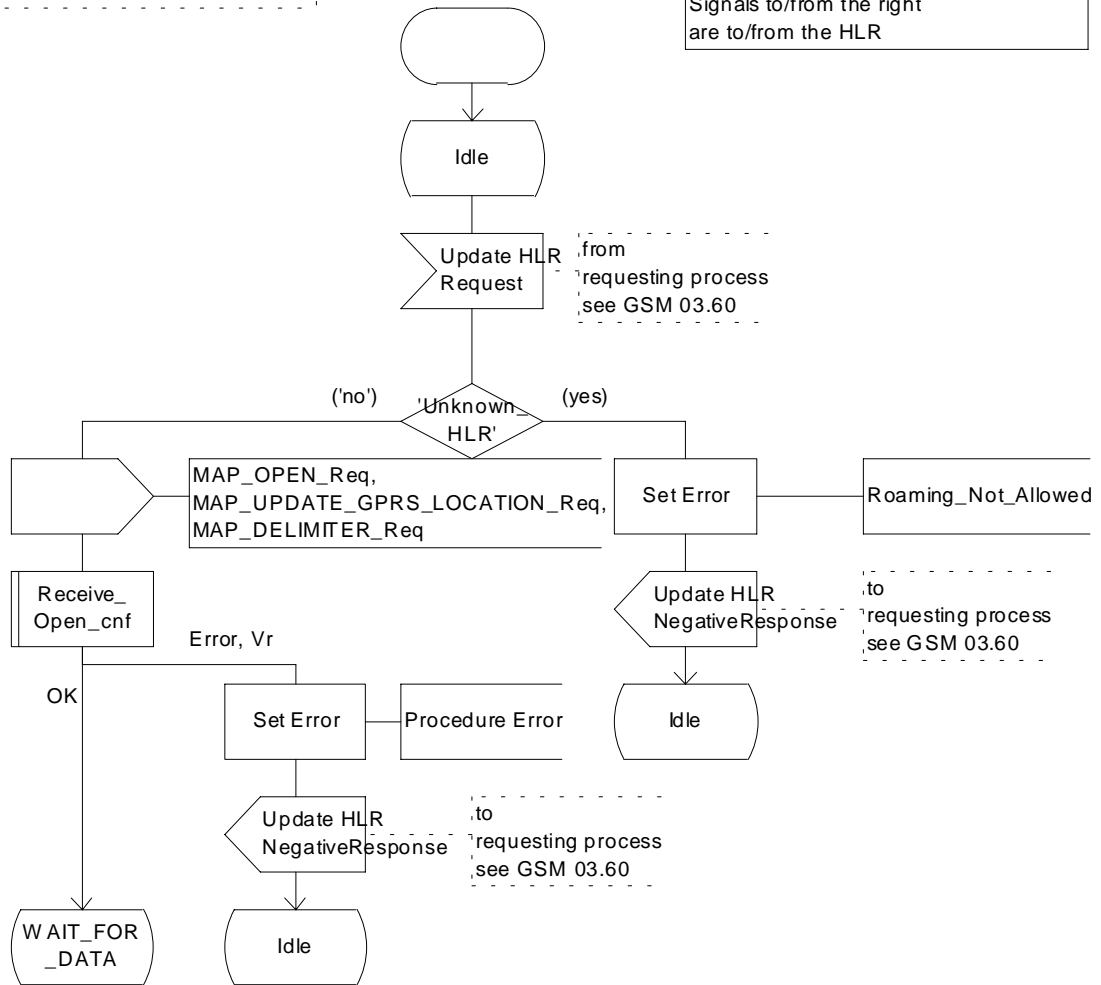 Signals to/from the right
are to/from the HLR
Idle
Update HLR
Request
from
requesting process
see GSM 03.60
('no')
'Unknown_
HLR'
(yes)
MAP_OPEN_Req,
MAP_UPDATE_GPRS_LOCATION_Req,
MAP_DELIMITER_Req
Set Error
Roaming_Not_Allowed
Receive_
Open_cnf
Update HLR
NegativeResponse
to
requesting process
see GSM 03.60
Error, Vr
OK
Set Error
Procedure Error
Idle
Update HLR
NegativeResponse
to
requesting process
see GSM 03.60
WAIT_FOR
_DATA
Idle